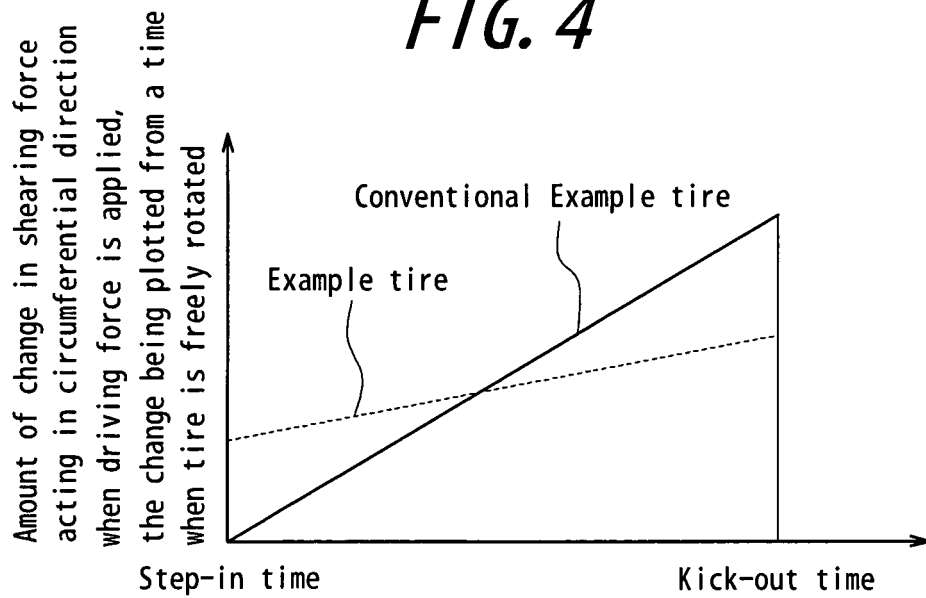 FIG. 4
Amount of change in shearing force
acting in circumferential direction
when driving force is applied,
the change being plotted from a time
when tire is freely rotated
Conventional Example tire
Example tire
Step-in time
Kick-out time